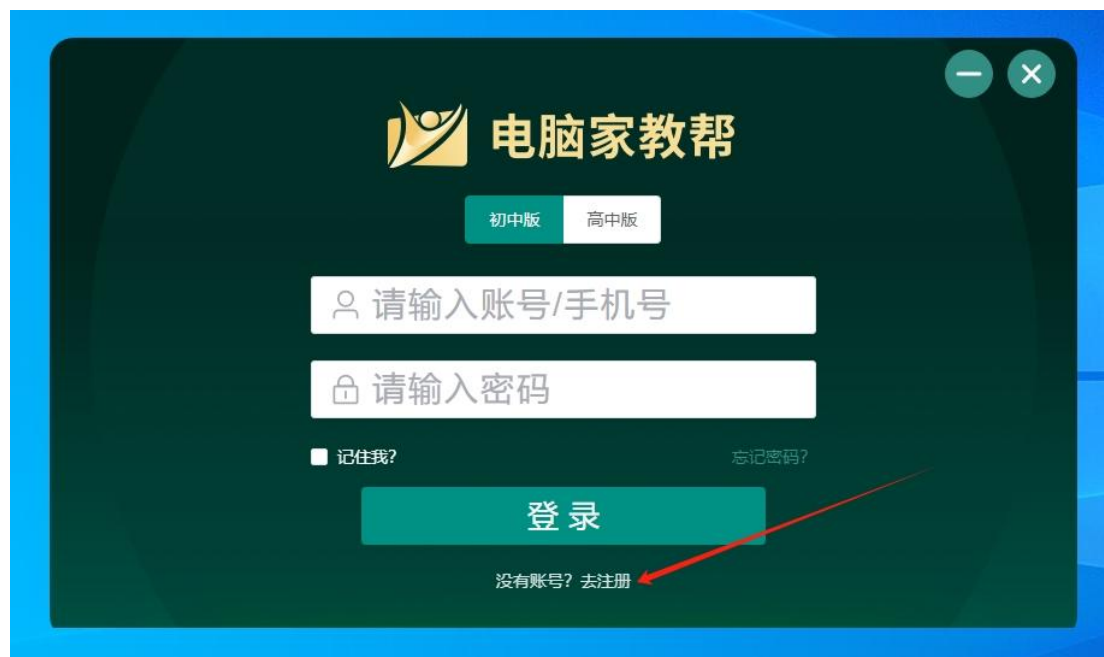 电脑家教帮
初中版 高中版
请输入账号/手机号
请输入密码
记住我? 忘记密码?
登录
没有账号? 去注册